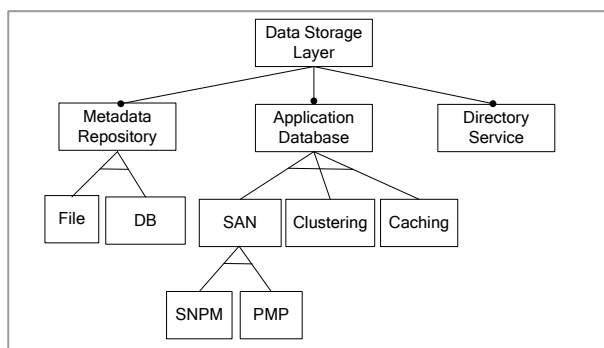 Data Storage
Layer
Metadata
Repository
Application
Database
Directory
Service
File
DB
SAN
Clustering
Caching
SNPM
PMP